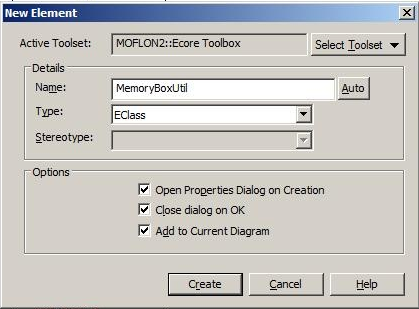 New Element
Active Toolset: MOFLON2::Ecore Toolbox Select Toolset
Details
Name: MemoryBoxUtil Auto
Type: EClass
Stereotype:
Options
Open Properties Dialog on Creation
Close dialog on OK
Add to Current Diagram
Create Cancel Help